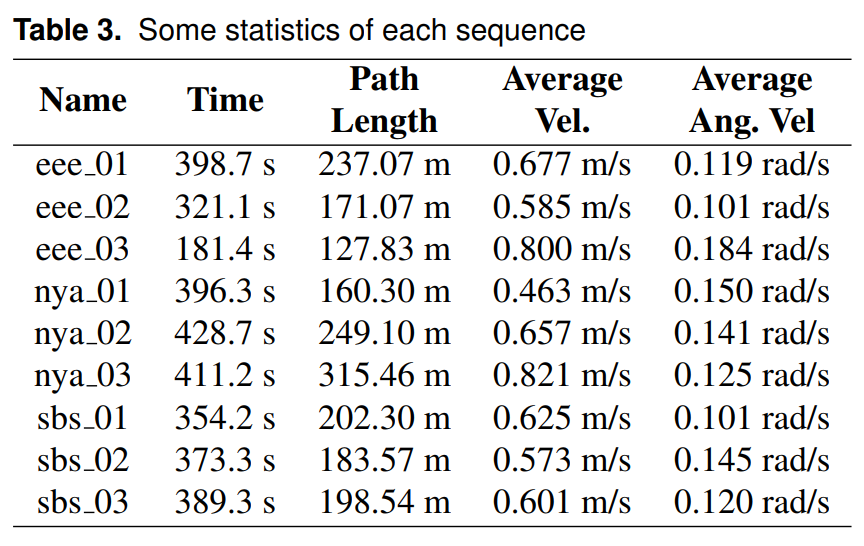 Table 3. Some statistics of each sequence
Name Time Path Length Average Vel. Average Ang. Vel
eee_01 398.7 s 237.07 m 0.677 m/s 0.119 rad/s
eee_02 321.1 s 171.07 m 0.585 m/s 0.101 rad/s
eee_03 181.4 s 127.83 m 0.800 m/s 0.184 rad/s
nya_01 396.3 s 160.30 m 0.463 m/s 0.150 rad/s
nya_02 428.7 s 249.10 m 0.657 m/s 0.141 rad/s
nya_03 411.2 s 315.46 m 0.821 m/s 0.125 rad/s
sbs_01 354.2 s 202.30 m 0.625 m/s 0.101 rad/s
sbs_02 373.3 s 183.57 m 0.573 m/s 0.145 rad/s
sbs_03 389.3 s 198.54 m 0.601 m/s 0.120 rad/s